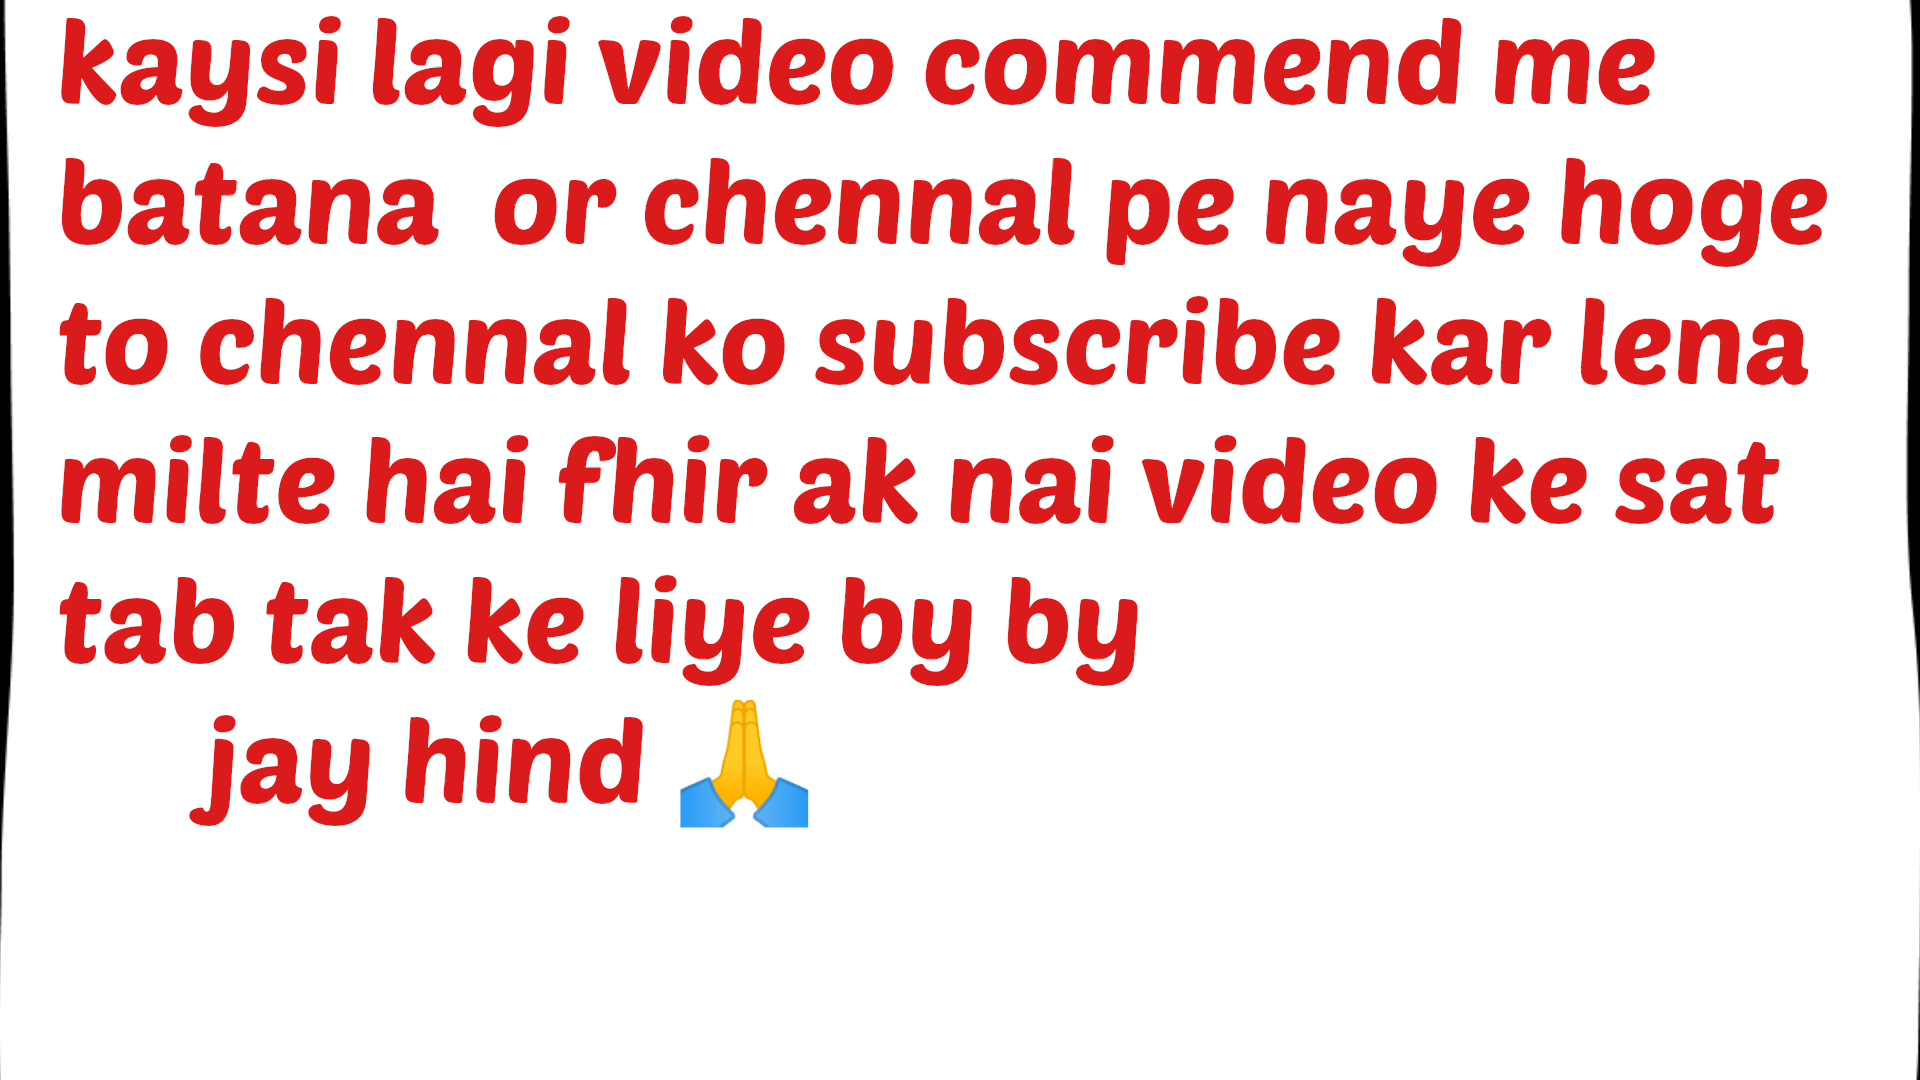 kaysi lagi video commend me
batana or chennal pe naye hoge
to chennal ko subscribe kar lena
milte hai fhir ak nai video ke sat
tab tak ke liye by by
jay hind 🙏